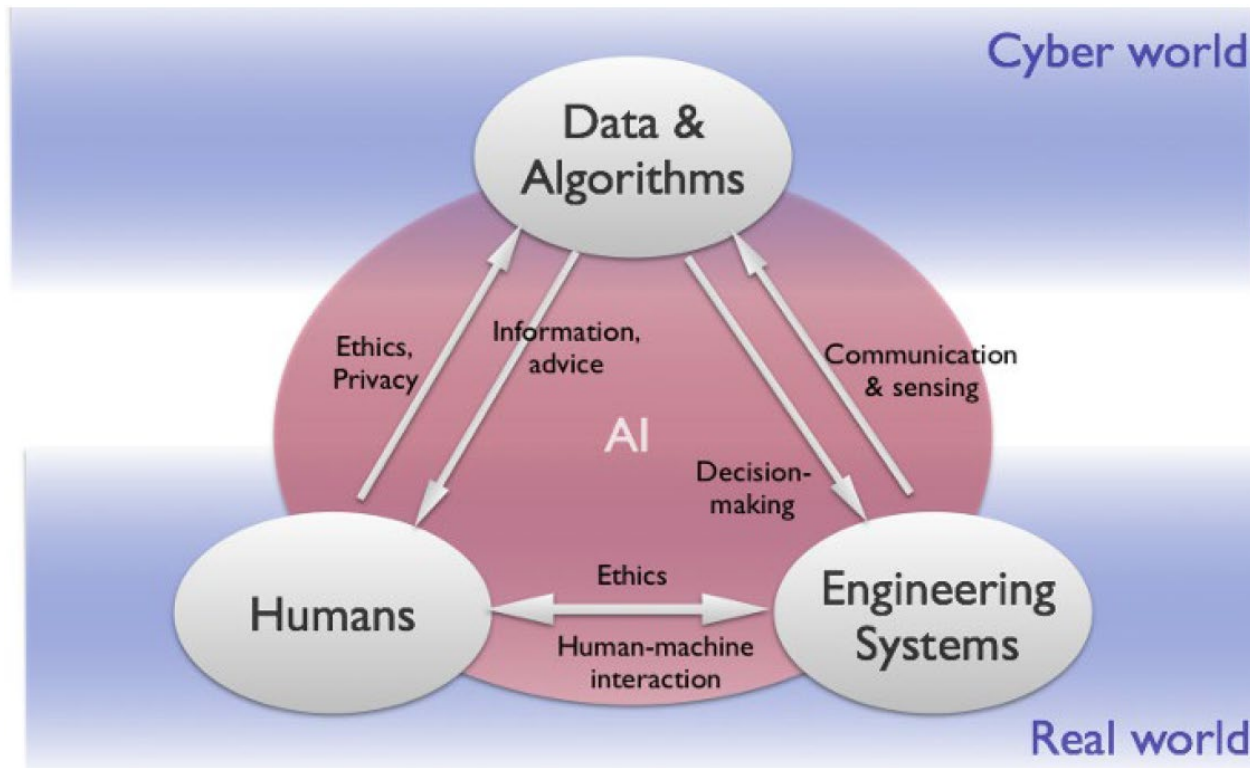 Cyber world
Data &
Algorithms
Ethics,
Privacy
Information,
advice
Communication
& sensing
AI
Decision-
making
Humans
Ethics
Human-machine
interaction
Engineering
Systems
Real world